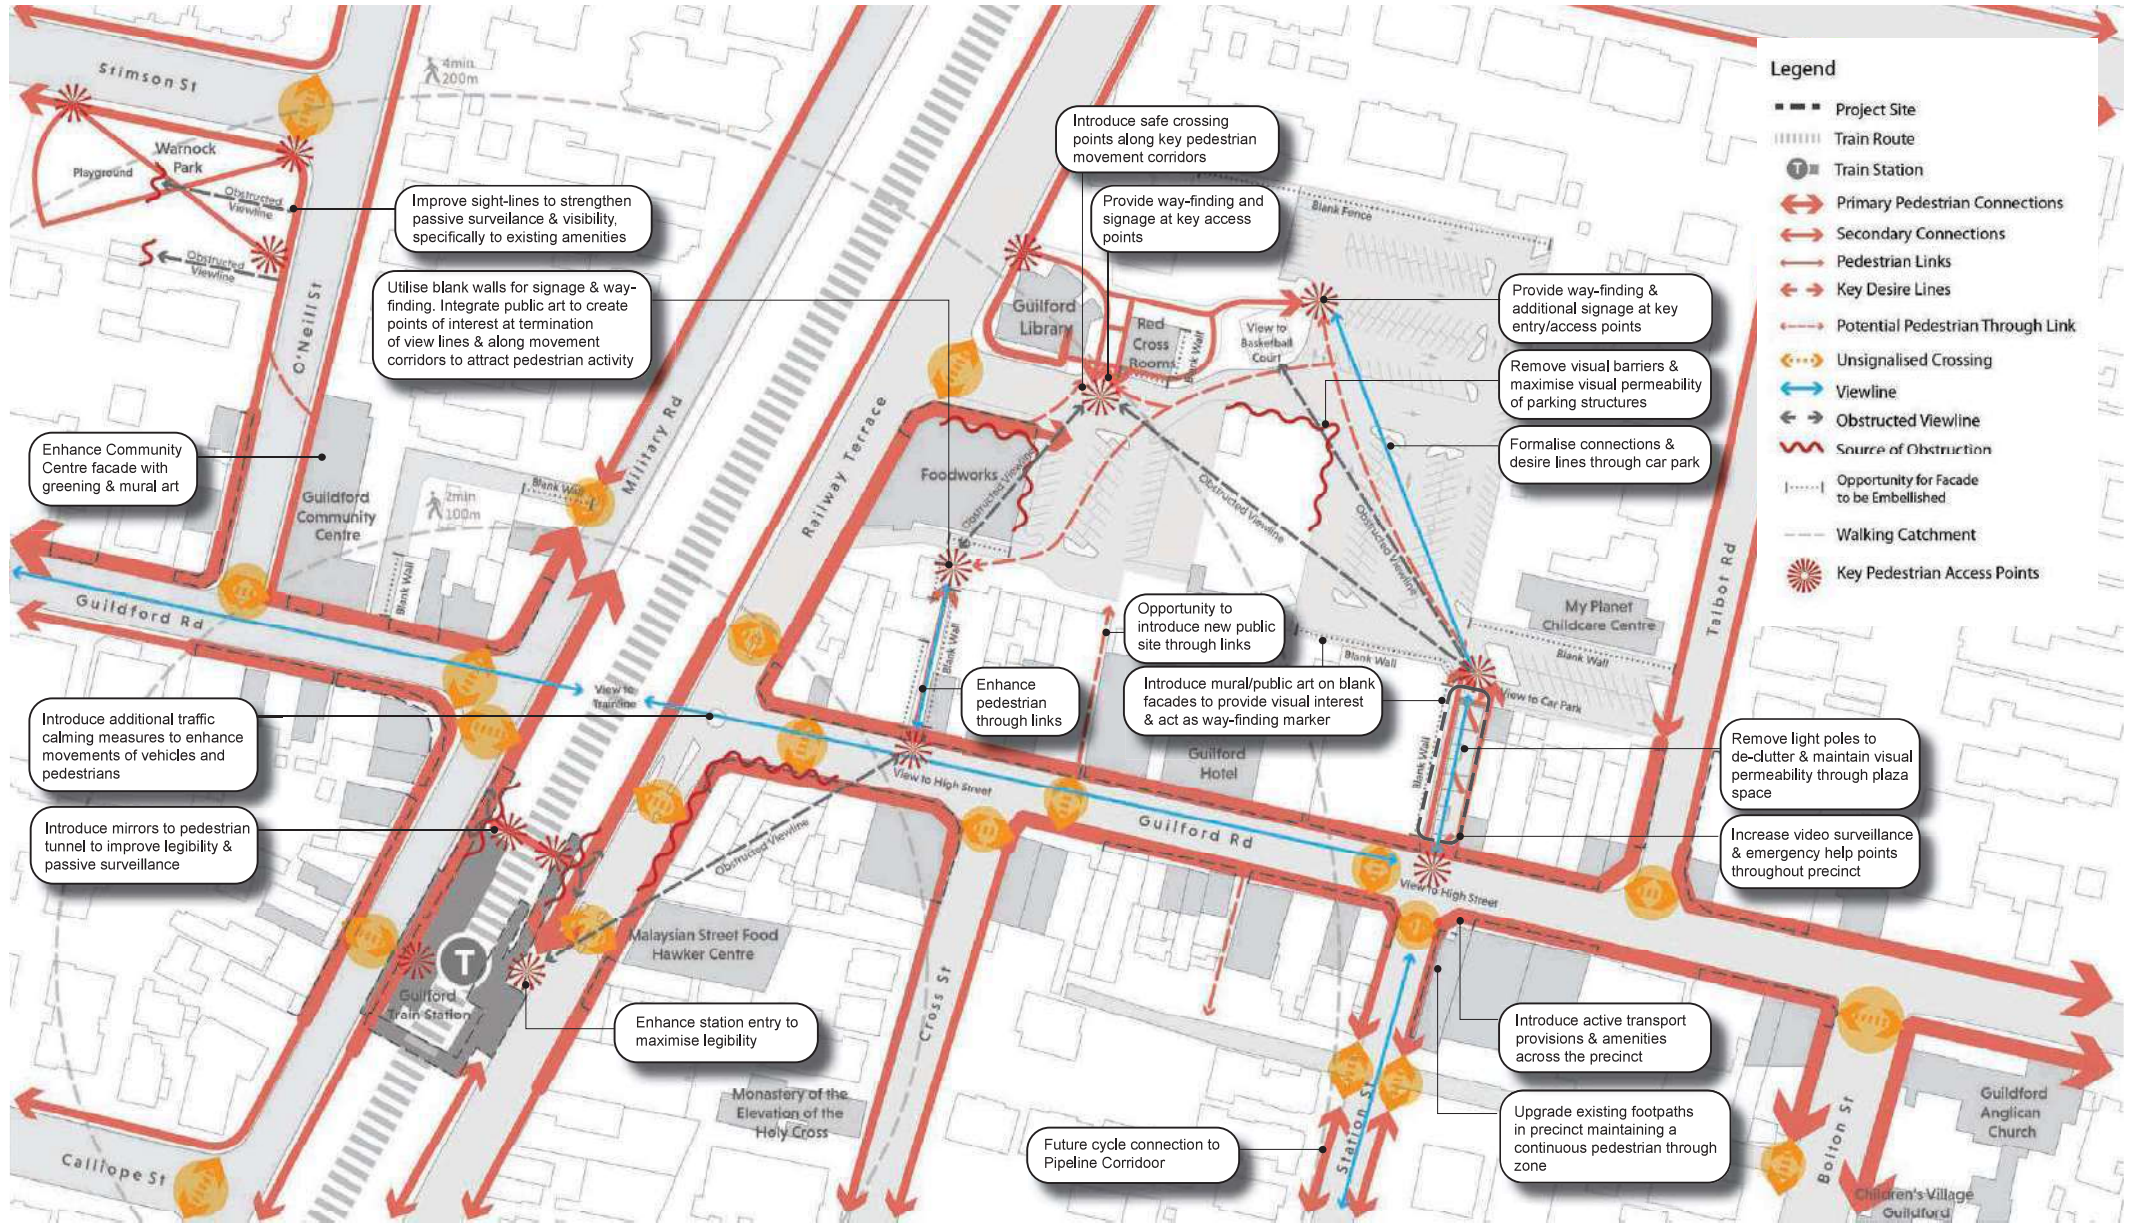 Stimson St
4min
200m
Warnock
Park
Playground
Obstructed
Viewline
Obstructed
Viewline
O'Neill St
Improve sight-lines to strengthen
passive surveilance & visibility,
specifically to existing amenities
Utilise blank walls for signage & way-
finding. Integrate public art to create
points of interest at termination
of view lines & along movement
corridors to attract pedestrian activity
Introduce safe crossing
points along key pedestrian
movement corridors
Provide way-finding and
signage at key access
points
Blank Fence
Guilford
Library
Red
Cross
Rooms
Blank Wall
View to
Basketball
Court
Provide way-finding &
additional signage at key
entry/access points
Remove visual barriers &
maximise visual permeability
of parking structures
Formalise connections &
desire lines through car park
Legend
Project Site
Train Route
T
Train Station
Primary Pedestrian Connections
Secondary Connections
Pedestrian Links
Key Desire Lines
Potential Pedestrian Through Link
Unsignalised Crossing
Viewline
Obstructed Viewline
Source of Obstruction
Opportunity for Facade
to be Embellished
Walking Catchment
Key Pedestrian Access Points
Enhance Community
Centre facade with
greening & mural art
Guildford
Community
Centre
2min
100m
Blank Wall
Blank Wall
Military Rd
Railway Terrace
Foodworks
Obstructed Viewline
Obstructed Viewline
Obstructed Viewline
Guildford Rd
View to
Trainline
Blank Wall
Enhance
pedestrian
through links
Opportunity to
introduce new public
site through links
Blank Wall
Introduce mural/public art on blank
facades to provide visual interest
& act as way-finding marker
My Planet
Childcare Centre
Blank Wall
View to Car Park
Talbot Rd
Introduce additional traffic
calming measures to enhance
movements of vehicles and
pedestrians
Introduce mirrors to pedestrian
tunnel to improve legibility &
passive surveillance
View to High Street
Guilford
Hotel
Blank Wall
Guilford Rd
Obstructed Viewline
Remove light poles to
de-clutter & maintain visual
permeability through plaza
space
Increase video surveillance
& emergency help points
throughout precinct
View to High Street
Malaysian Street Food
Hawker Centre
T
Guilford
Train Station
Enhance station entry to
maximise legibility
Cross St
Monastery of the
Elevation of the
Holy Cross
Introduce active transport
provisions & amenities
across the precinct
Upgrade existing footpaths
in precinct maintaining a
continuous pedestrian through
zone
Future cycle connection to
Pipeline Corridoor
Station St
Calliope St
Bolton St
Guildford
Anglican
Church
Children's Village
Guildford